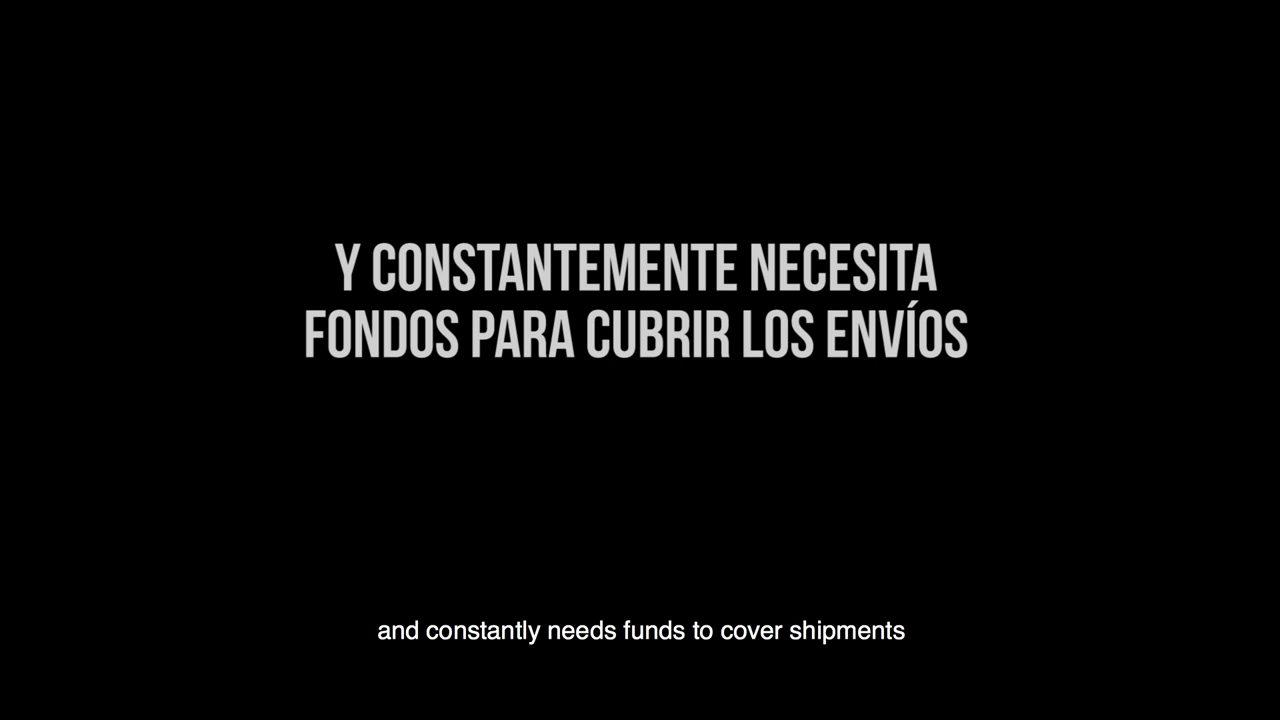 Y CONSTANTEMENTE NECESITA
FONDOS PARA CUBRIR LOS ENVÍOS
and constantly needs funds to cover shipments